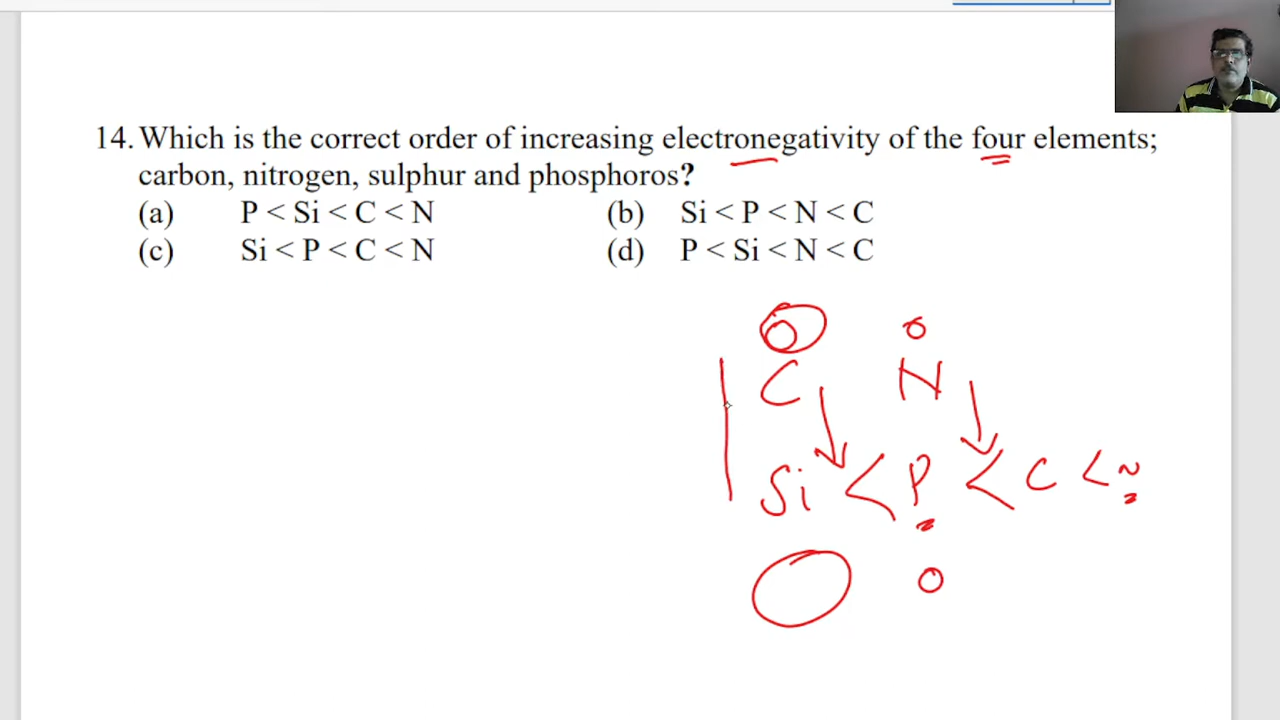 14. Which is the correct order of increasing electronegativity of the four elements;
carbon, nitrogen, sulphur and phosphoros?
(a) P < Si < C < N (b) Si < P < N < C
(c) Si < P < C < N (d) P < Si < N < C
C N
Si < P < C < N